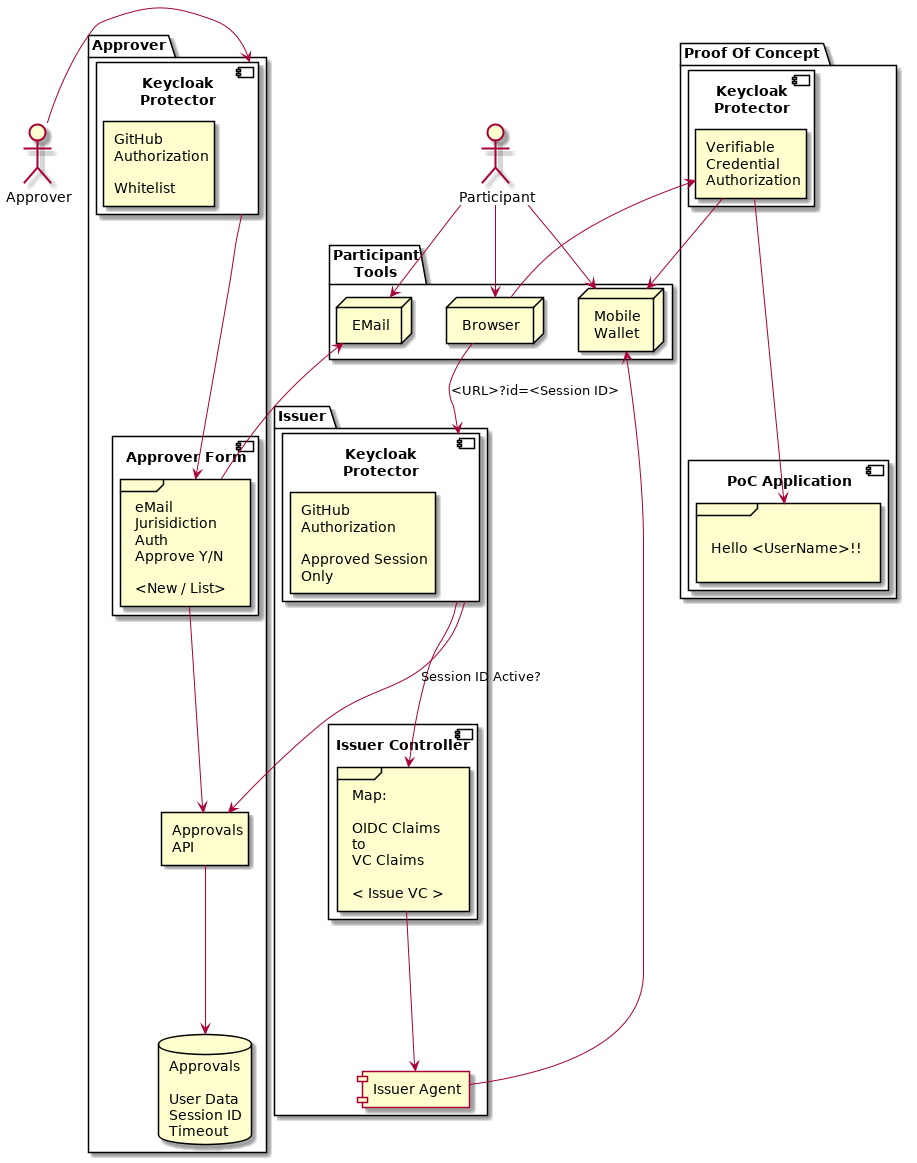 Approver
Keycloak
Protector
GitHub
Authorization
Whitelist
Approver
Participant
Proof Of Concept
Keycloak
Protector
Verifiable
Credential
Authorization
Participant
Tools
EMail
Browser
Mobile
Wallet
<URL>?id=<Session ID>
Issuer
Keycloak
Protector
GitHub
Authorization
Approved Session
Only
Approver Form
eMail
Jurisidiction
Auth
Approve Y/N
<New / List>
PoC Application
Hello <UserName>!!
Session ID Active?
Issuer Controller
Map:
OIDC Claims
to
VC Claims
< Issue VC >
Approvals
API
Approvals
User Data
Session ID
Timeout
Issuer Agent